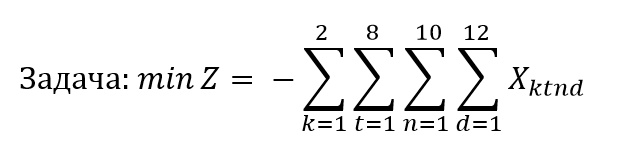 Задача: min Z = − ∑_{k=1}^{2} ∑_{t=1}^{8} ∑_{n=1}^{10} ∑_{d=1}^{12} X_{ktnd}